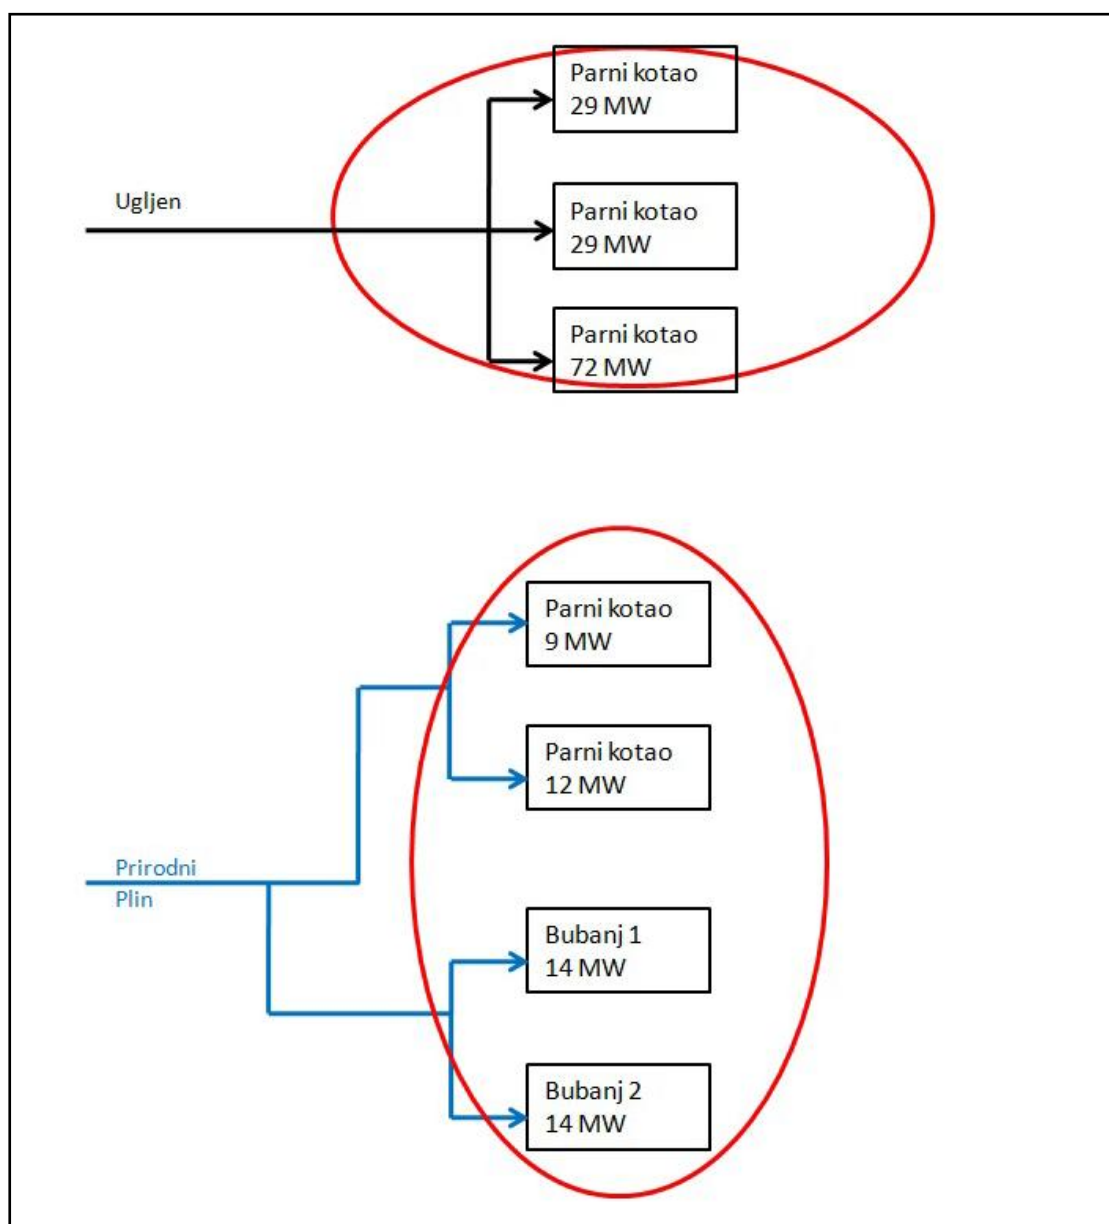 Parni kotao
29 MW
Ugljen
Parni kotao
29 MW
Parni kotao
72 MW
Parni kotao
9 MW
Parni kotao
12 MW
Prirodni
Plin
Bubanj 1
14 MW
Bubanj 2
14 MW